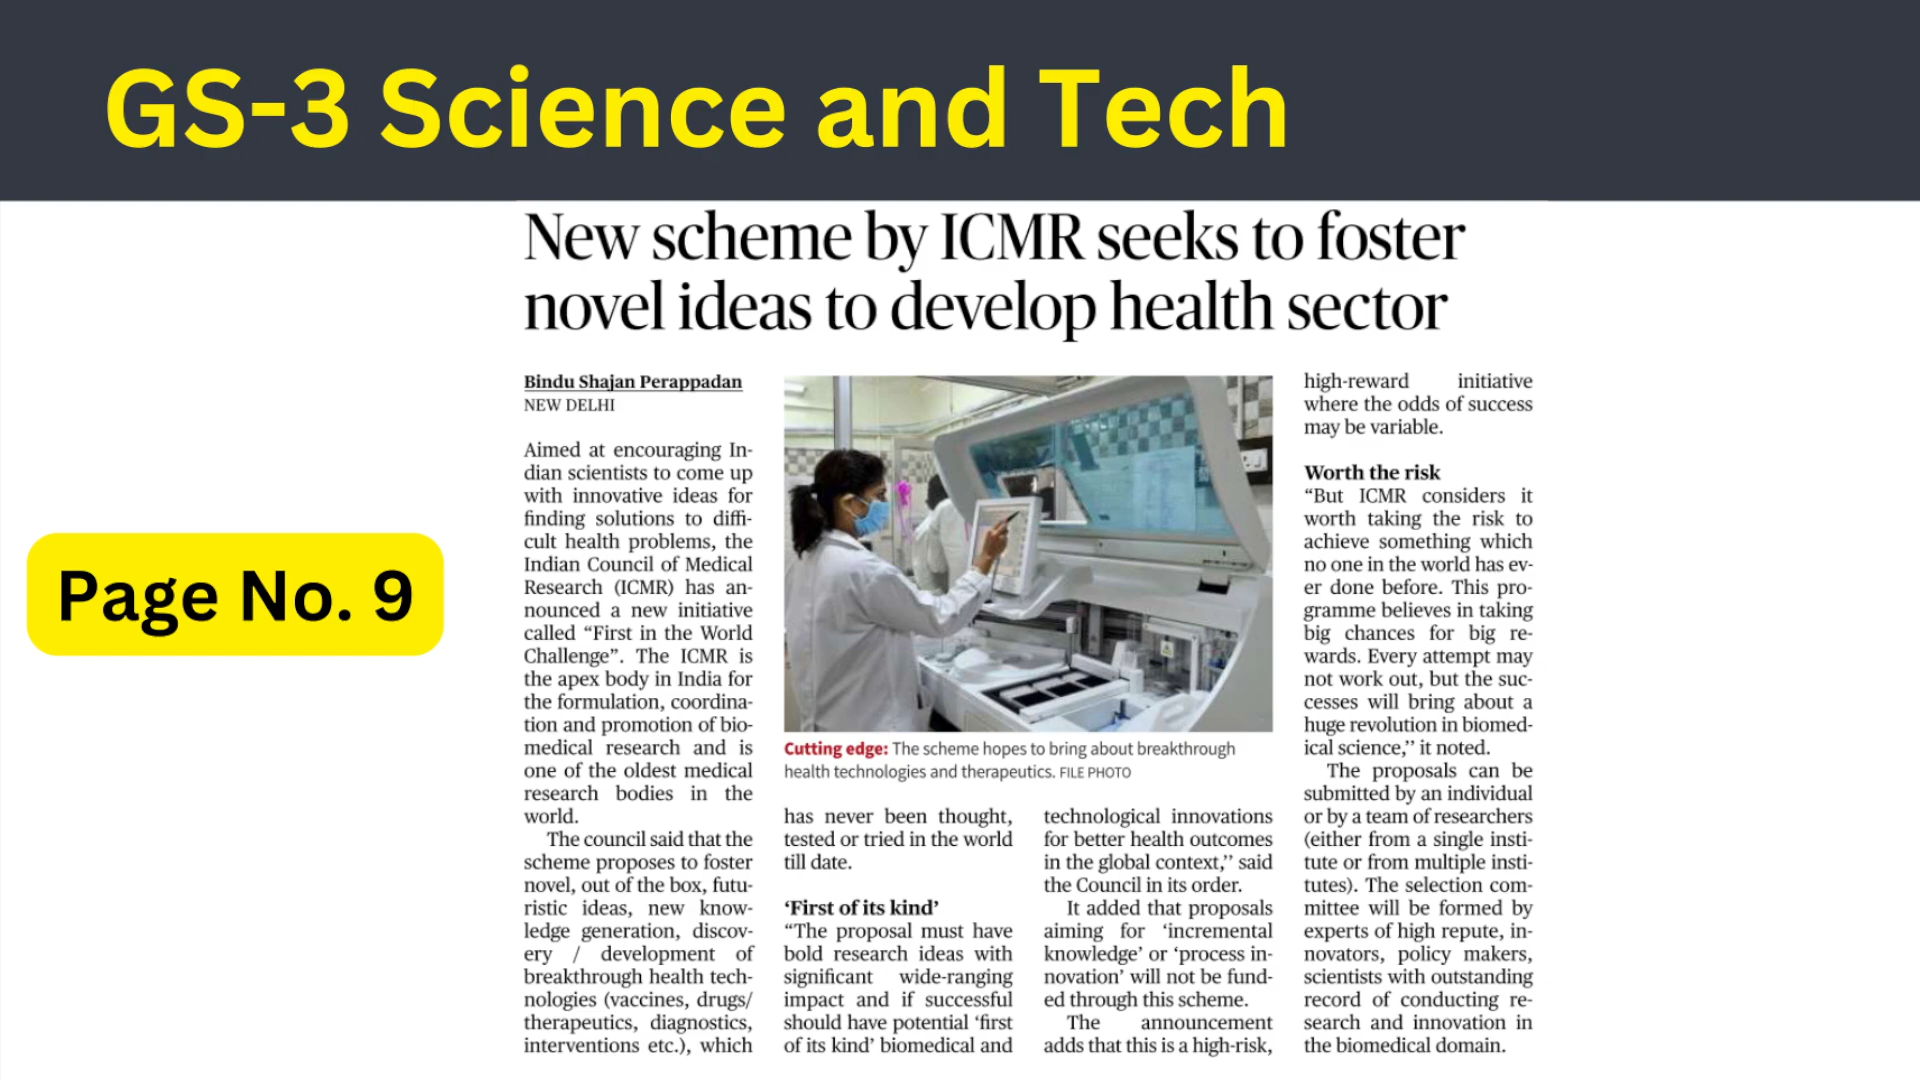 GS-3 Science and Tech
Page No. 9
New scheme by ICMR seeks to foster
novel ideas to develop health sector
Bindu Shajan Perappadan
NEW DELHI
Aimed at encouraging In-
dian scientists to come up
with innovative ideas for
finding solutions to diffi-
cult health problems, the
Indian Council of Medical
Research (ICMR) has an-
nounced a new initiative
called “First in the World
Challenge”. The ICMR is
the apex body in India for
the formulation, coordina-
tion and promotion of bio-
medical research and is
one of the oldest medical
research bodies in the
world.
The council said that the
scheme proposes to foster
novel, out of the box, futu-
ristic ideas, new know-
ledge generation, discov-
ery / development of
breakthrough health tech-
nologies (vaccines, drugs/
therapeutics, diagnostics,
interventions etc.), which
Cutting edge: The scheme hopes to bring about breakthrough
health technologies and therapeutics. FILE PHOTO
has never been thought,
tested or tried in the world
till date.
‘First of its kind’
“The proposal must have
bold research ideas with
significant wide-ranging
impact and if successful
should have potential ‘first
of its kind’ biomedical and
technological innovations
for better health outcomes
in the global context,” said
the Council in its order.
It added that proposals
aiming for ‘incremental
knowledge’ or ‘process in-
novation’ will not be fund-
ed through this scheme.
The announcement
adds that this is a high-risk,
high-reward initiative
where the odds of success
may be variable.
Worth the risk
“But ICMR considers it
worth taking the risk to
achieve something which
no one in the world has ev-
er done before. This pro-
gramme believes in taking
big chances for big re-
wards. Every attempt may
not work out, but the suc-
cesses will bring about a
huge revolution in biomed-
ical science,” it noted.
The proposals can be
submitted by an individual
or by a team of researchers
(either from a single insti-
tute or from multiple insti-
tutes). The selection com-
mittee will be formed by
experts of high repute, in-
novators, policy makers,
scientists with outstanding
record of conducting re-
search and innovation in
the biomedical domain.